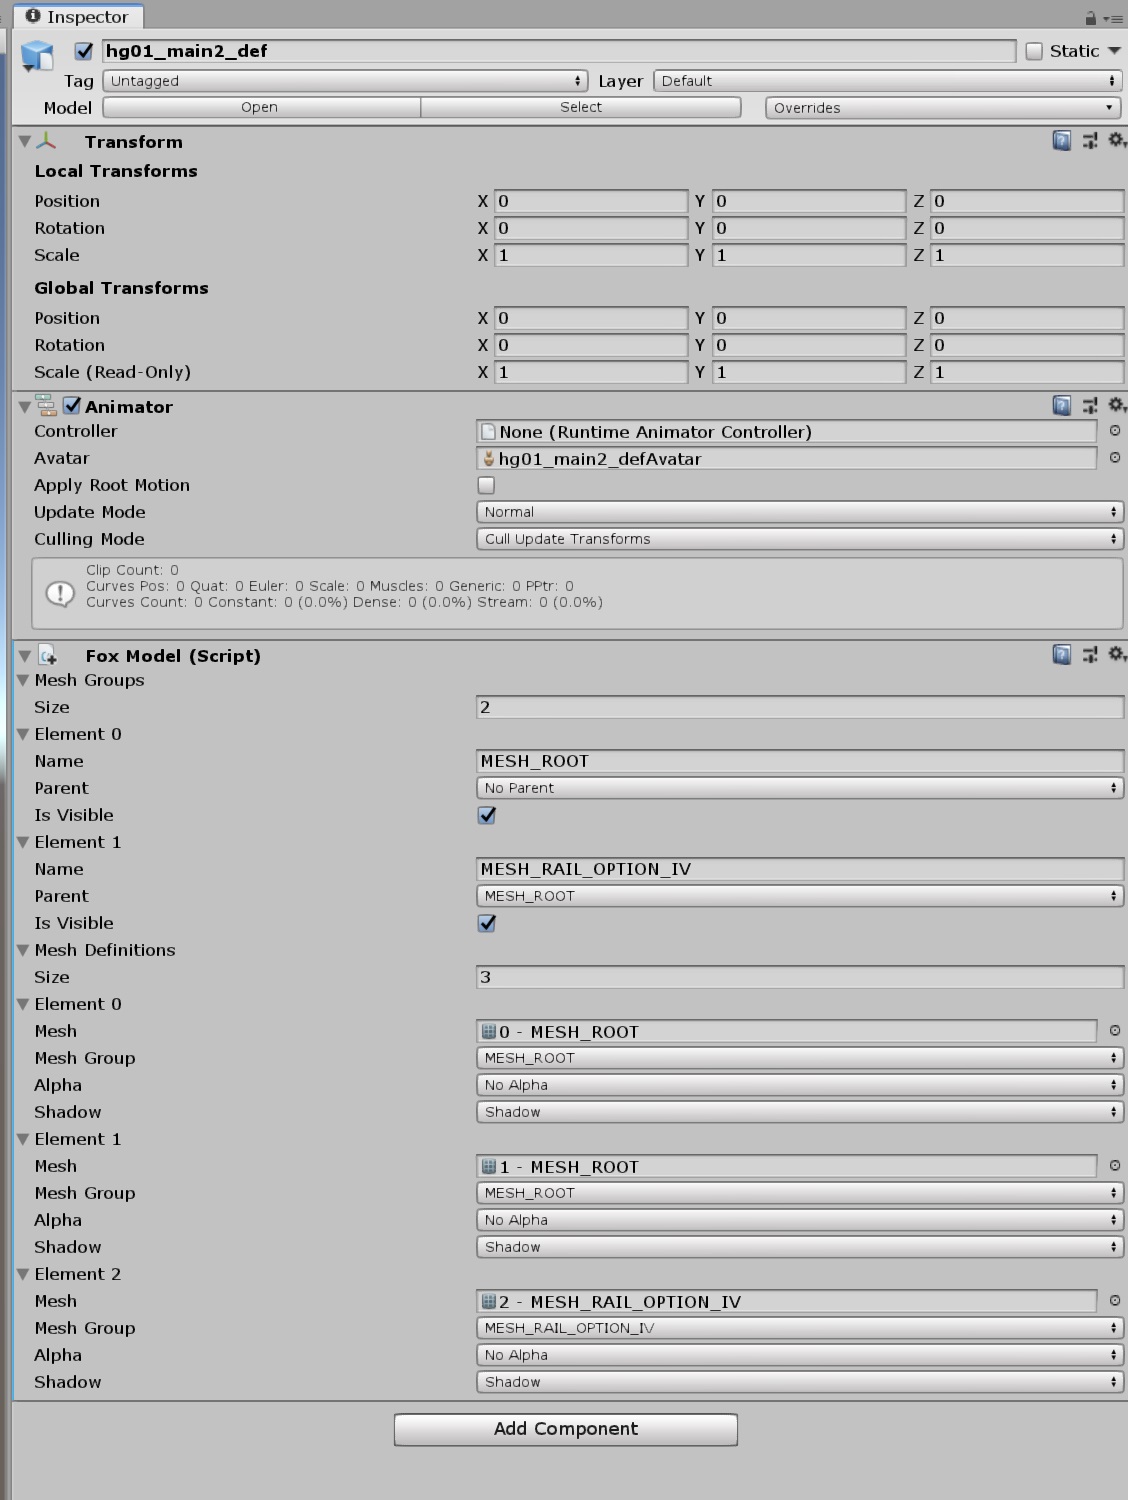 Inspector
hg01_main2_def Static
Tag Untagged Layer Default
Model Open Select Overrides
Transform
Local Transforms
Position X 0 Y 0 Z 0
Rotation X 0 Y 0 Z 0
Scale X 1 Y 1 Z 1
Global Transforms
Position X 0 Y 0 Z 0
Rotation X 0 Y 0 Z 0
Scale (Read-Only) X 1 Y 1 Z 1
Animator
Controller None (Runtime Animator Controller)
Avatar hg01_main2_defAvatar
Apply Root Motion
Update Mode Normal
Culling Mode Cull Update Transforms
Clip Count: 0
Curves Pos: 0 Quat: 0 Euler: 0 Scale: 0 Muscles: 0 Generic: 0 PPtr: 0
Curves Count: 0 Constant: 0 (0.0%) Dense: 0 (0.0%) Stream: 0 (0.0%)
Fox Model (Script)
Mesh Groups
Size 2
Element 0
Name MESH_ROOT
Parent No Parent
Is Visible
Element 1
Name MESH_RAIL_OPTION_IV
Parent MESH_ROOT
Is Visible
Mesh Definitions
Size 3
Element 0
Mesh 0 - MESH_ROOT
Mesh Group MESH_ROOT
Alpha No Alpha
Shadow Shadow
Element 1
Mesh 1 - MESH_ROOT
Mesh Group MESH_ROOT
Alpha No Alpha
Shadow Shadow
Element 2
Mesh 2 - MESH_RAIL_OPTION_IV
Mesh Group MESH_RAIL_OPTION_IV
Alpha No Alpha
Shadow Shadow
Add Component